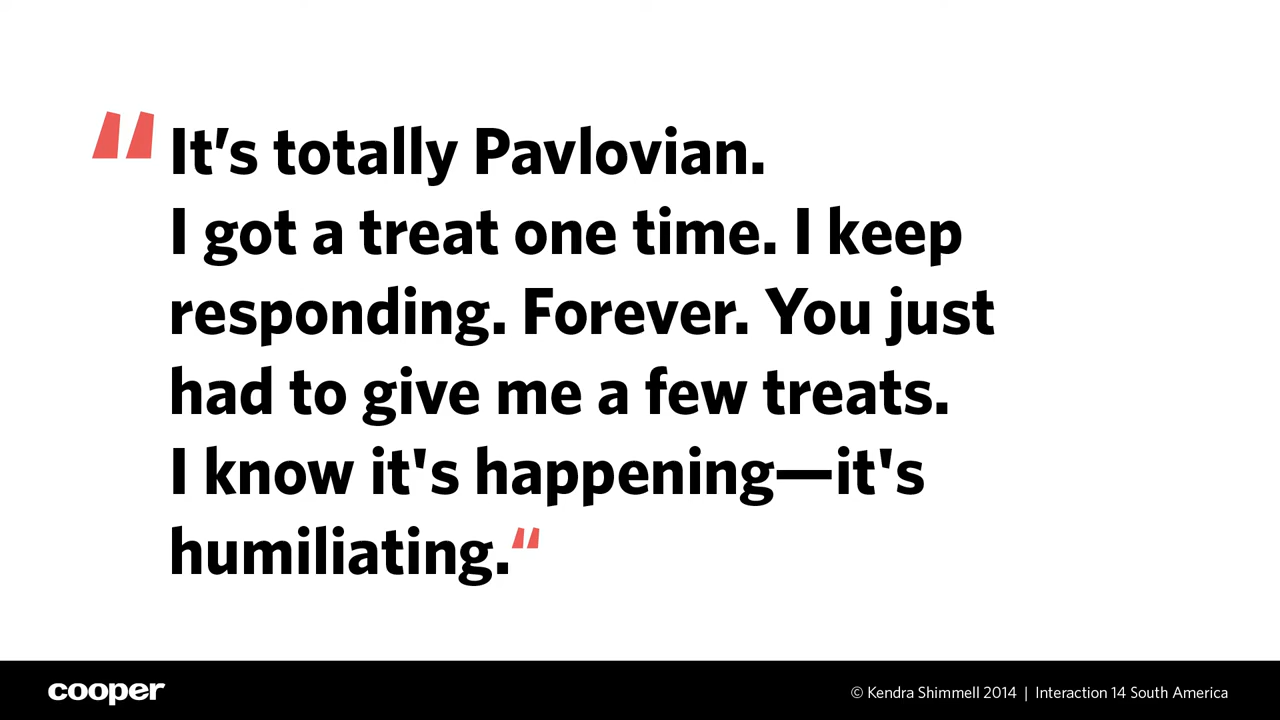 “It’s totally Pavlovian.
I got a treat one time. I keep
responding. Forever. You just
had to give me a few treats.
I know it's happening—it's
humiliating.“
cooper
© Kendra Shimmell 2014 | Interaction 14 South America